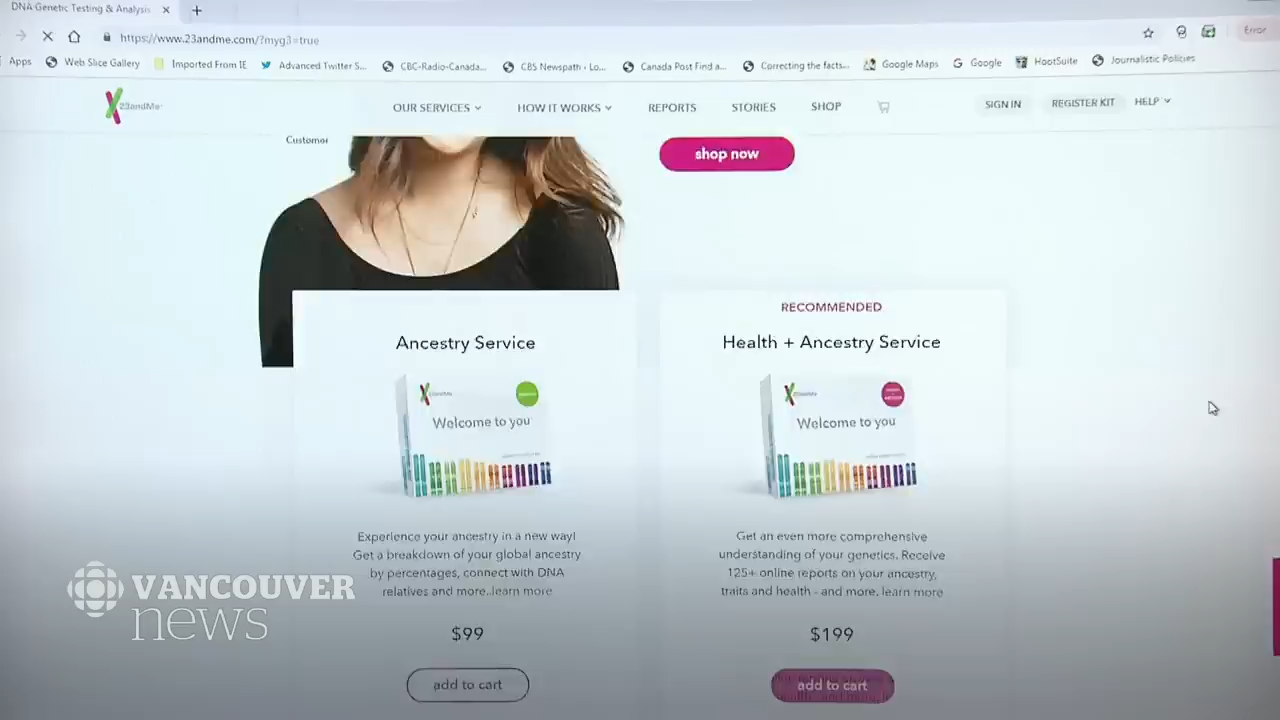 DNA Genetic Testing & Analysis
https://www.23andme.com/?myg3=true
Error
Apps Web Slice Gallery Imported From IE Advanced Twitter S... CBC-Radio-Canada... CBS Newspath - Lo... Canada Post Find a... Correcting the facts... Google Maps Google HootSuite Journalistic Policies
23andMe
OUR SERVICES HOW IT WORKS REPORTS STORIES SHOP SIGN IN REGISTER KIT HELP
Customer
shop now
RECOMMENDED
Ancestry Service
Health + Ancestry Service
23andMe
Welcome to you
23andMe
Welcome to you
Experience your ancestry in a new way!
Get a breakdown of your global ancestry
by percentages, connect with DNA
relatives and more. learn more
$99
add to cart
Get an even more comprehensive
understanding of your genetics. Receive
125+ online reports on your ancestry,
traits and health - and more. learn more
$199
add to cart
VANCOUVER
news